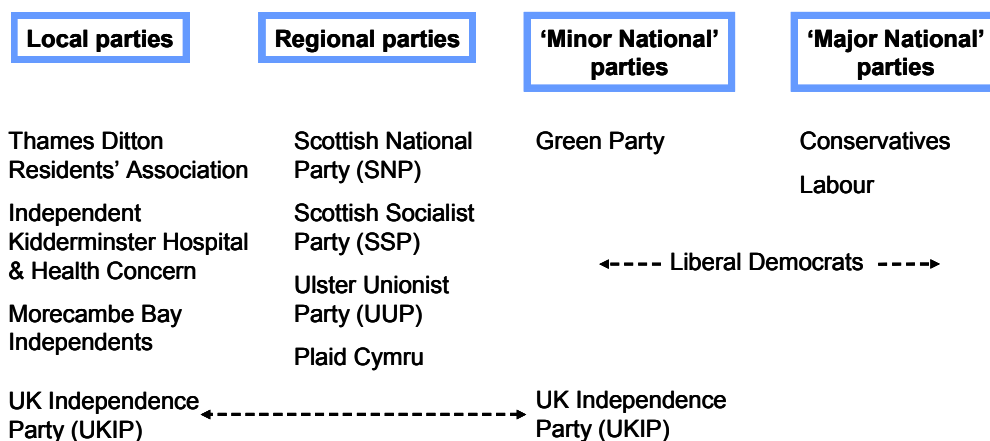 Local parties
Regional parties
‘Minor National’
parties
‘Major National’
parties
Thames Ditton
Residents’ Association
Independent
Kidderminster Hospital
& Health Concern
Morecambe Bay
Independents
UK Independence
Party (UKIP)
Scottish National
Party (SNP)
Scottish Socialist
Party (SSP)
Ulster Unionist
Party (UUP)
Plaid Cymru
Green Party
UK Independence
Party (UKIP)
Conservatives
Labour
Liberal Democrats